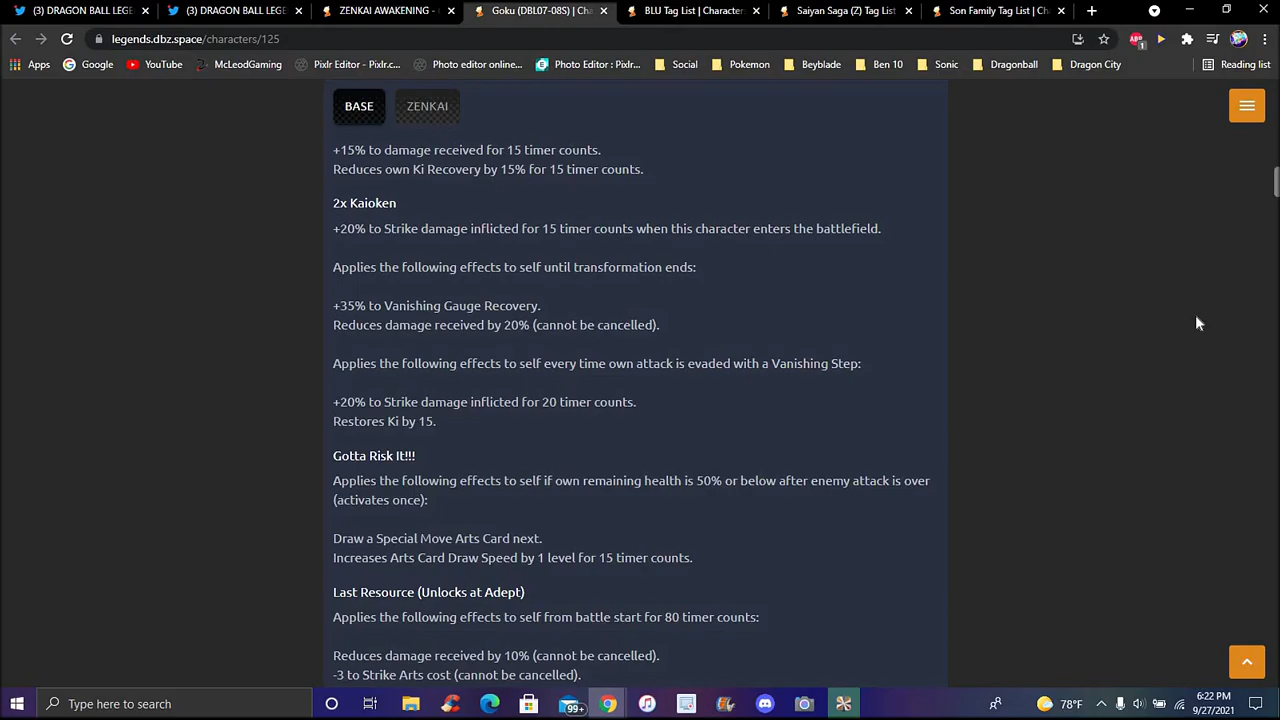 (3) DRAGON BALL LEGE
(3) DRAGON BALL LEGE
ZENKAI AWAKENING -
Goku (DBL07-08S) | Cha
BLU Tag List | Character
Saiyan Saga (Z) Tag List
Son Family Tag List | Ch
legends.dbz.space/characters/125
1
Apps
Google
YouTube
McLeodGaming
Pixlr Editor - Pixlr.c...
Photo editor online...
Photo Editor : Pixlr...
Social
Pokemon
Beyblade
Ben 10
Sonic
Dragonball
Dragon City
Reading list
BASE
ZENKAI
+15% to damage received for 15 timer counts.
Reduces own Ki Recovery by 15% for 15 timer counts.
2x Kaioken
+20% to Strike damage inflicted for 15 timer counts when this character enters the battlefield.
Applies the following effects to self until transformation ends:
+35% to Vanishing Gauge Recovery.
Reduces damage received by 20% (cannot be cancelled).
Applies the following effects to self every time own attack is evaded with a Vanishing Step:
+20% to Strike damage inflicted for 20 timer counts.
Restores Ki by 15.
Gotta Risk It!!!
Applies the following effects to self if own remaining health is 50% or below after enemy attack is over
(activates once):
Draw a Special Move Arts Card next.
Increases Arts Card Draw Speed by 1 level for 15 timer counts.
Last Resource (Unlocks at Adept)
Applies the following effects to self from battle start for 80 timer counts:
Reduces damage received by 10% (cannot be cancelled).
-3 to Strike Arts cost (cannot be cancelled).
Type here to search
99+
78°F
6:22 PM
9/27/2021